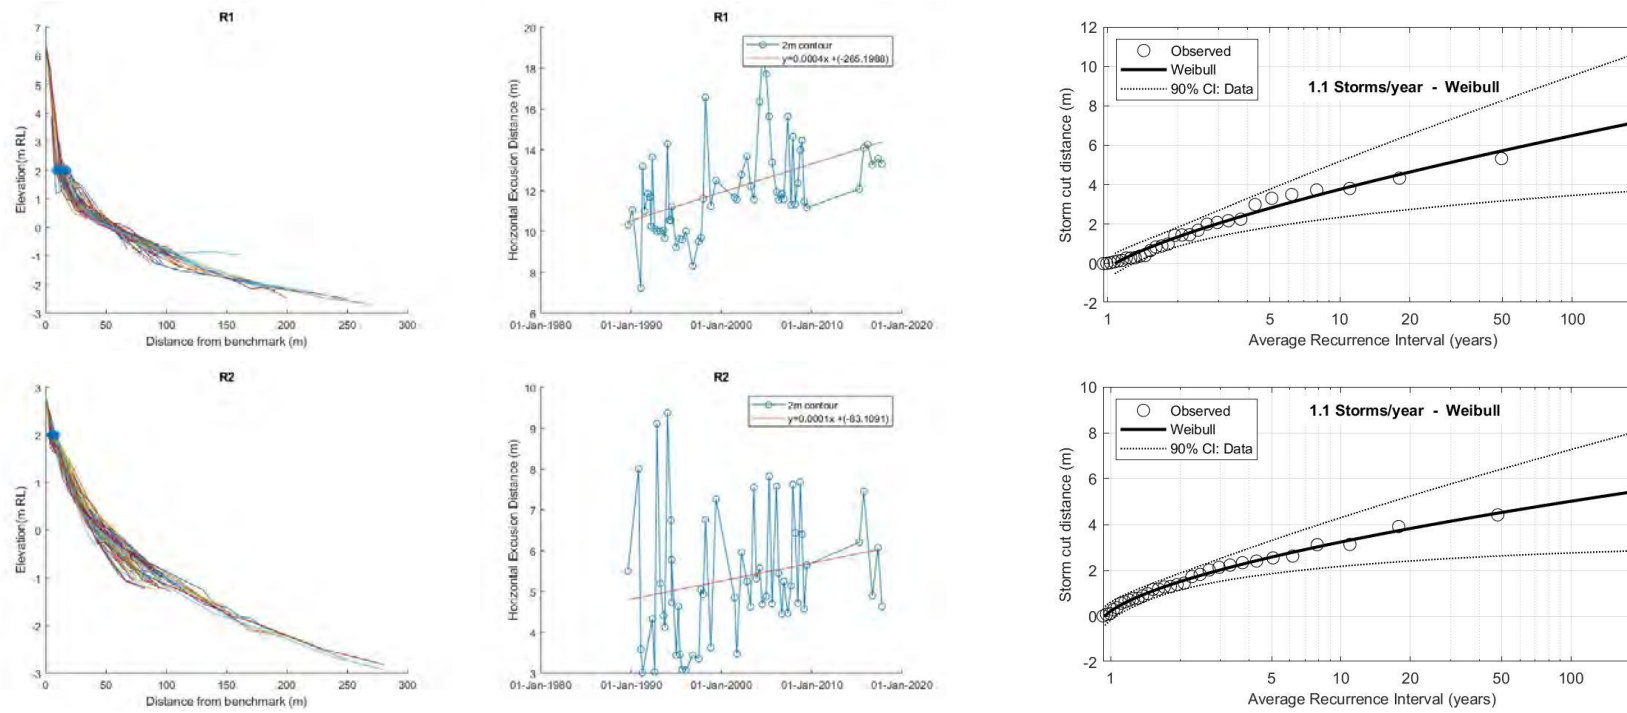 R1
7
6
5
4
3
2
1
0
-1
-2
-3
Elevation(m RL)
0 50 100 150 200 250 300
Distance from benchmark (m)
R1
20
18
16
14
12
10
8
6
Horizontal Excusion Distance (m)
2m contour
y=0.0004x +(-265.1988)
01-Jan-1980 01-Jan-1990 01-Jan-2000 01-Jan-2010 01-Jan-2020
12
10
8
6
4
2
0
-2
Storm cut distance (m)
Observed
Weibull
90% CI: Data
1.1 Storms/year - Weibull
1 5 10 20 50 100
Average Recurrence Interval (years)
R2
3
2
1
0
-1
-2
-3
Elevation(m RL)
0 50 100 150 200 250 300
Distance from benchmark (m)
R2
10
9
8
7
6
5
4
3
Horizontal Excusion Distance (m)
2m contour
y=0.0001x +(-83.1091)
01-Jan-1980 01-Jan-1990 01-Jan-2000 01-Jan-2010 01-Jan-2020
10
8
6
4
2
0
-2
Storm cut distance (m)
Observed
Weibull
90% CI: Data
1.1 Storms/year - Weibull
1 5 10 20 50 100
Average Recurrence Interval (years)